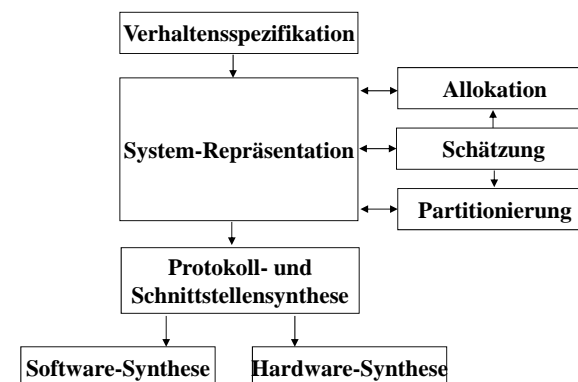 Verhaltensspezifikation
Allokation
System-Repräsentation
Schätzung
Partitionierung
Protokoll- und
Schnittstellensynthese
Software-Synthese
Hardware-Synthese